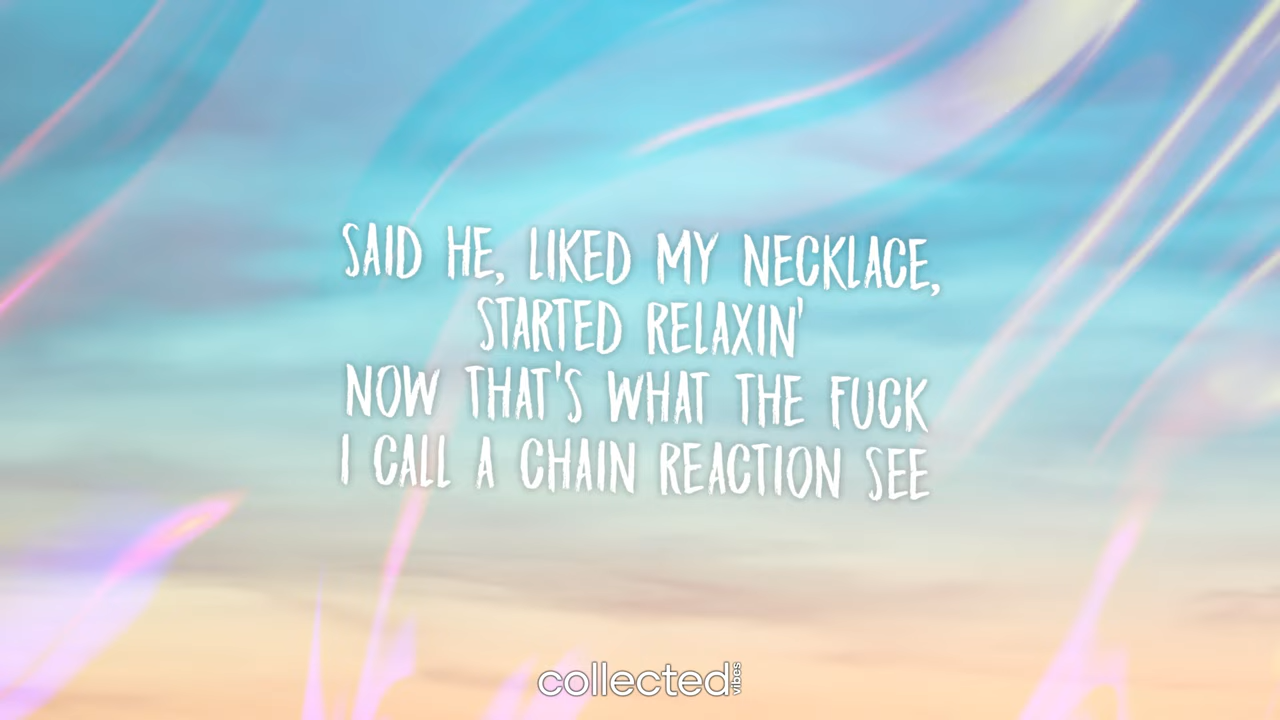 SAID HE, LIKED MY NECKLACE,
STARTED RELAXIN'
NOW THAT'S WHAT THE FUCK
I CALL A CHAIN REACTION SEE
collected vibes